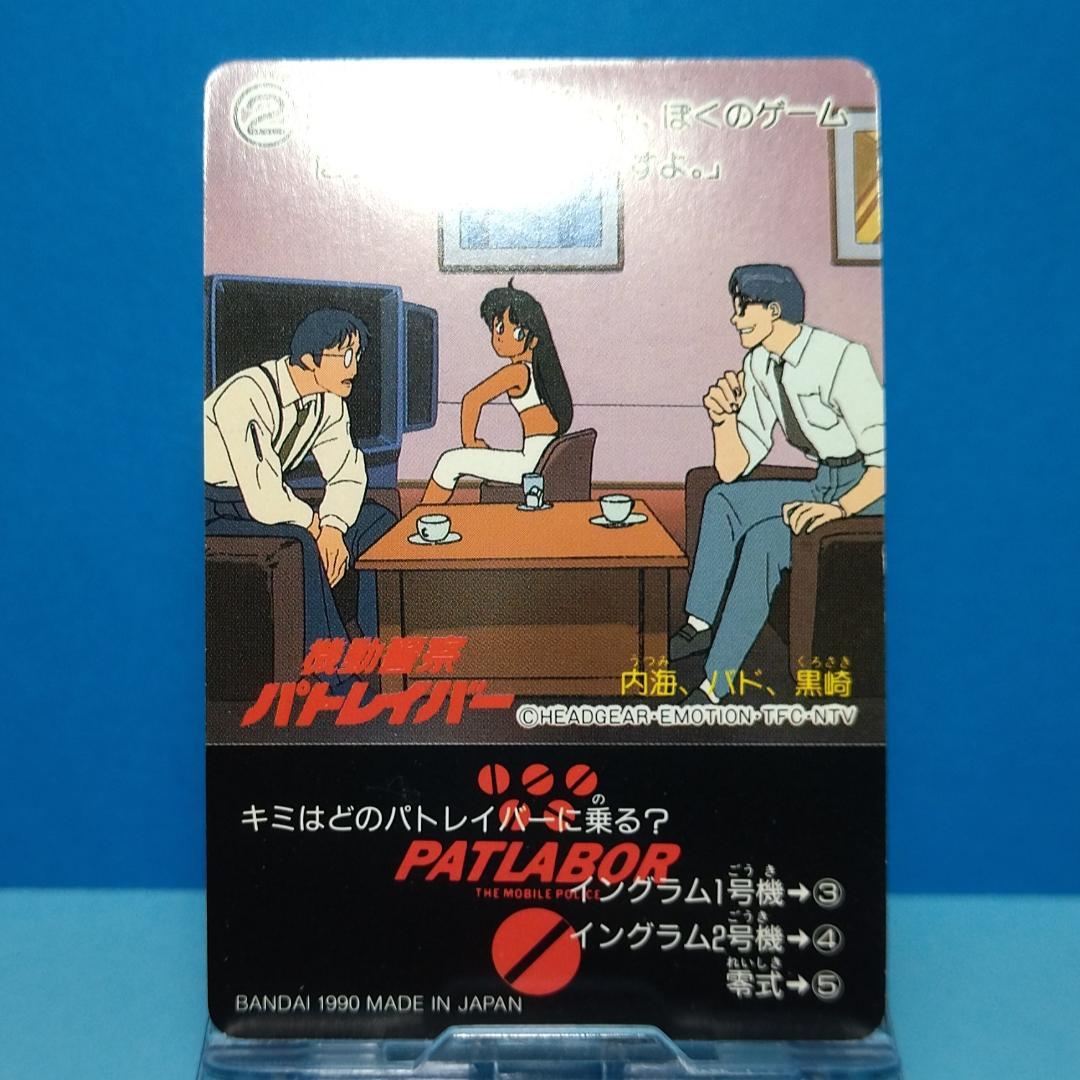 ②
ぼくのゲーム
すよ。」
機動警察
パトレイバー
うつみ くろさき
内海、バド、黒崎
©HEADGEAR・EMOTION・TFC・NTV
の
キミはどのパトレイバーに乗る?
PATLABOR
THE MOBILE POLICE
ごうき
イングラム1号機→③
ごうき
イングラム2号機→④
れいしき
零式→⑤
BANDAI 1990 MADE IN JAPAN